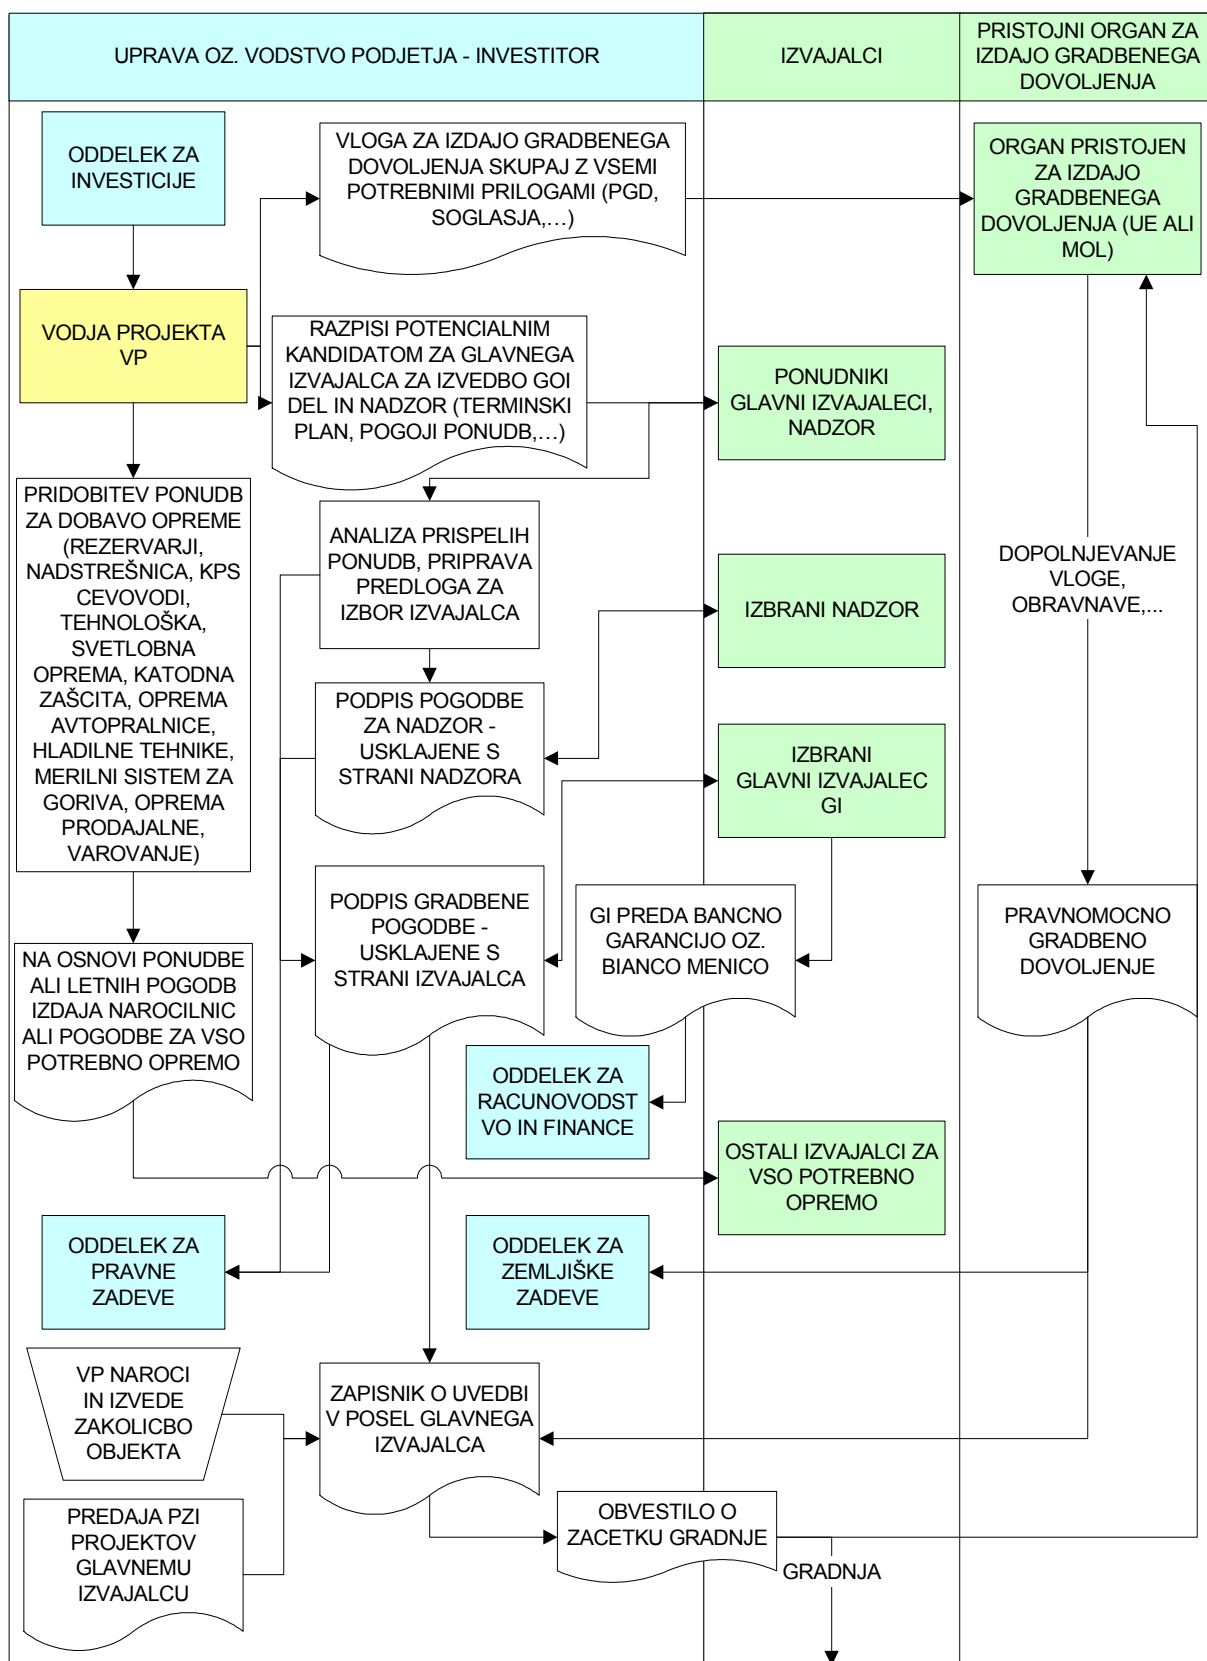 UPRAVA OZ. VODSTVO PODJETJA - INVESTITOR
IZVAJALCI
PRISTOJNI ORGAN ZA
IZDAJO GRADBENEGA
DOVOLJENJA
ODDELEK ZA
INVESTICIJE
VLOGA ZA IZDAJO GRADBENEGA
DOVOLJENJA SKUPAJ Z VSEMI
POTREBNIMI PRILOGAMI (PGD,
SOGLASJA,...)
ORGAN PRISTOJEN
ZA IZDAJO
GRADBENEGA
DOVOLJENJA (UE ALI
MOL)
VODJA PROJEKTA
VP
RAZPISI POTENCIALNIM
KANDIDATOM ZA GLAVNEGA
IZVAJALCA ZA IZVEDBO GOI
DEL IN NADZOR (TERMINSKI
PLAN, POGOJI PONUDB,...)
PONUDNIKI
GLAVNI IZVAJALECI,
NADZOR
PRIDOBITEV PONUDB
ZA DOBAVO OPREME
(REZERVARJI,
NADSTREŠNICA, KPS
CEVOVODI,
TEHNOLOŠKA,
SVETLOBNA
OPREMA, KATODNA
ZAŠCITA, OPREMA
AVTOPRALNICE,
HLADILNE TEHNIKE,
MERILNI SISTEM ZA
GORIVA, OPREMA
PRODAJALNE,
VAROVANJE)
ANALIZA PRISPELIH
PONUDB, PRIPRAVA
PREDLOGA ZA
IZBOR IZVAJALCA
IZBRANI NADZOR
DOPOLNJEVANJE
VLOGE,
OBRAVNAVE,...
PODPIS POGODBE
ZA NADZOR -
USKLAJENE S
STRANI NADZORA
IZBRANI
GLAVNI IZVAJALEC
GI
PODPIS GRADBENE
POGODBE -
USKLAJENE S
STRANI IZVAJALCA
GI PREDA BANCNO
GARANCIJO OZ.
BIANCO MENICO
PRAVNOMOCNO
GRADBENO
DOVOLJENJE
NA OSNOVI PONUDBE
ALI LETNIH POGODB
IZDAJA NAROCILNIC
ALI POGODBE ZA VSO
POTREBNO OPREMO
ODDELEK ZA
RACUNOVODST
VO IN FINANCE
OSTALI IZVAJALCI ZA
VSO POTREBNO
OPREMO
ODDELEK ZA
PRAVNE
ZADEVE
ODDELEK ZA
ZEMLJIŠKE
ZADEVE
VP NAROCI
IN IZVEDE
ZAKOLICBO
OBJEKTA
ZAPISNIK O UVEDBI
V POSEL GLAVNEGA
IZVAJALCA
PREDAJA PZI
PROJEKTOV
GLAVNEMU
IZVAJALCU
OBVESTILO O
ZACETKU GRADNJE
GRADNJA